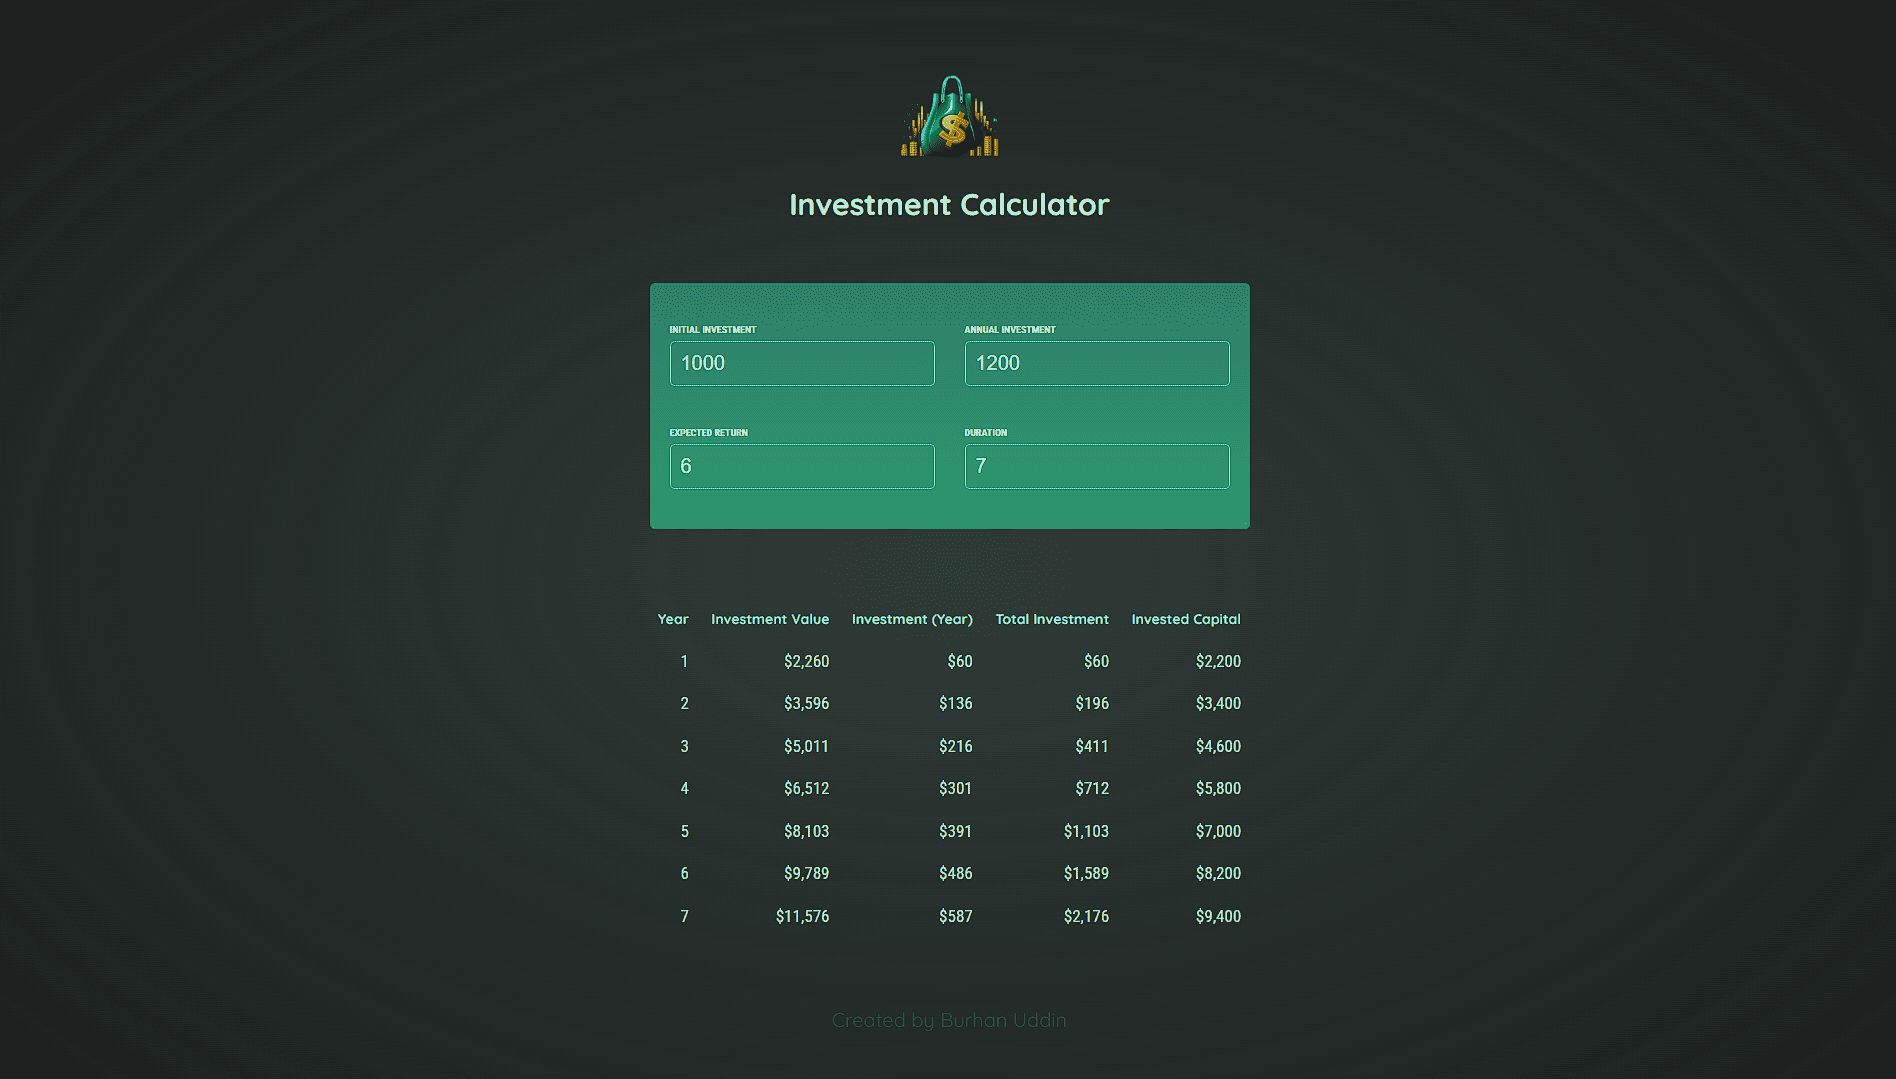 $
Investment Calculator
INITIAL INVESTMENT ANNUAL INVESTMENT
1000 1200
EXPECTED RETURN DURATION
6 7
Year Investment Value Investment (Year) Total Investment Invested Capital
1 $2,260 $60 $60 $2,200
2 $3,596 $136 $196 $3,400
3 $5,011 $216 $411 $4,600
4 $6,512 $301 $712 $5,800
5 $8,103 $391 $1,103 $7,000
6 $9,789 $486 $1,589 $8,200
7 $11,576 $587 $2,176 $9,400
Created by Burhan Uddin